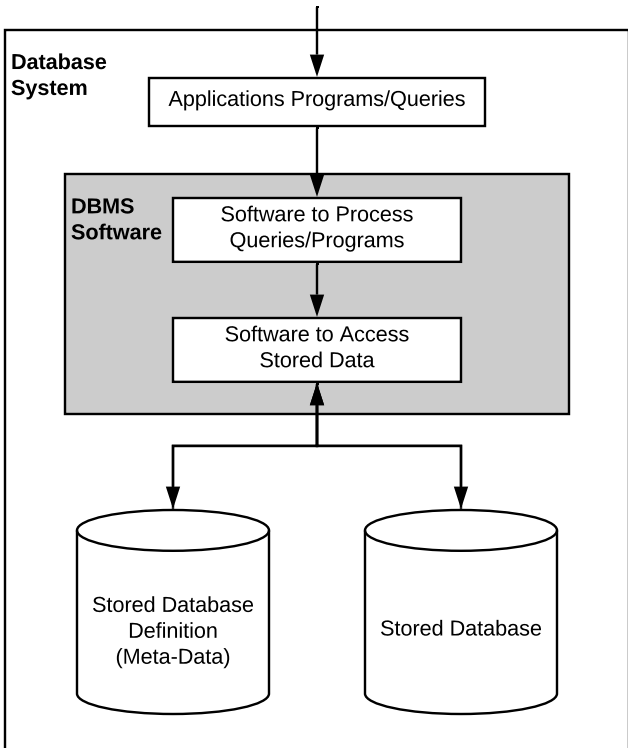 Database
System
Applications Programs/Queries
DBMS
Software
Software to Process
Queries/Programs
Software to Access
Stored Data
Stored Database
Definition
(Meta-Data)
Stored Database